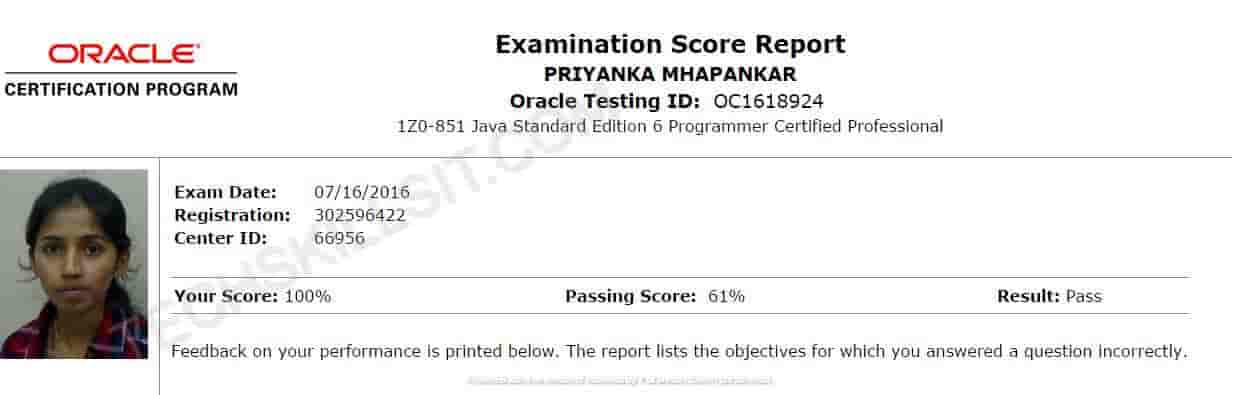 ORACLE®
CERTIFICATION PROGRAM
Examination Score Report
PRIYANKA MHAPANKAR
Oracle Testing ID: OC1618924
1Z0-851 Java Standard Edition 6 Programmer Certified Professional
Exam Date: 07/16/2016
Registration: 302596422
Center ID: 66956
Your Score: 100% Passing Score: 61% Result: Pass
Feedback on your performance is printed below. The report lists the objectives for which you answered a question incorrectly.
TECHSKILLSIT.COM